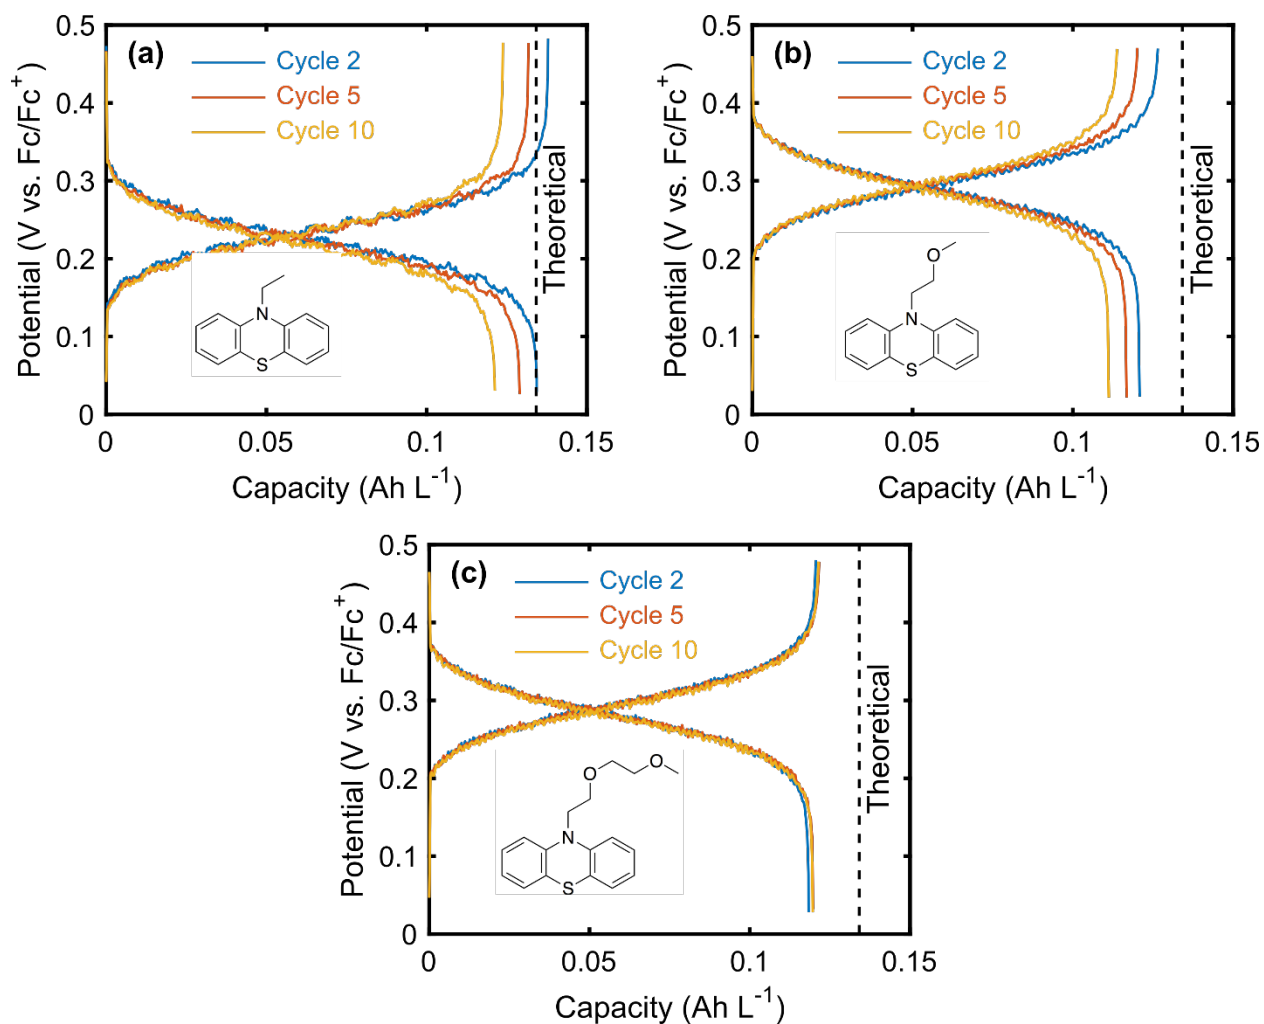 (a)
Cycle 2
Cycle 5
Cycle 10
0.5
0.4
0.3
0.2
0.1
0
Potential (V vs. Fc/Fc⁺)
Theoretical
N
S
0
0.05
0.1
0.15
Capacity (Ah L⁻¹)
(b)
Cycle 2
Cycle 5
Cycle 10
0.5
0.4
0.3
0.2
0.1
0
Potential (V vs. Fc/Fc⁺)
Theoretical
O
N
S
0
0.05
0.1
0.15
Capacity (Ah L⁻¹)
(c)
Cycle 2
Cycle 5
Cycle 10
0.5
0.4
0.3
0.2
0.1
0
Potential (V vs. Fc/Fc⁺)
Theoretical
O
O
N
S
0
0.05
0.1
0.15
Capacity (Ah L⁻¹)